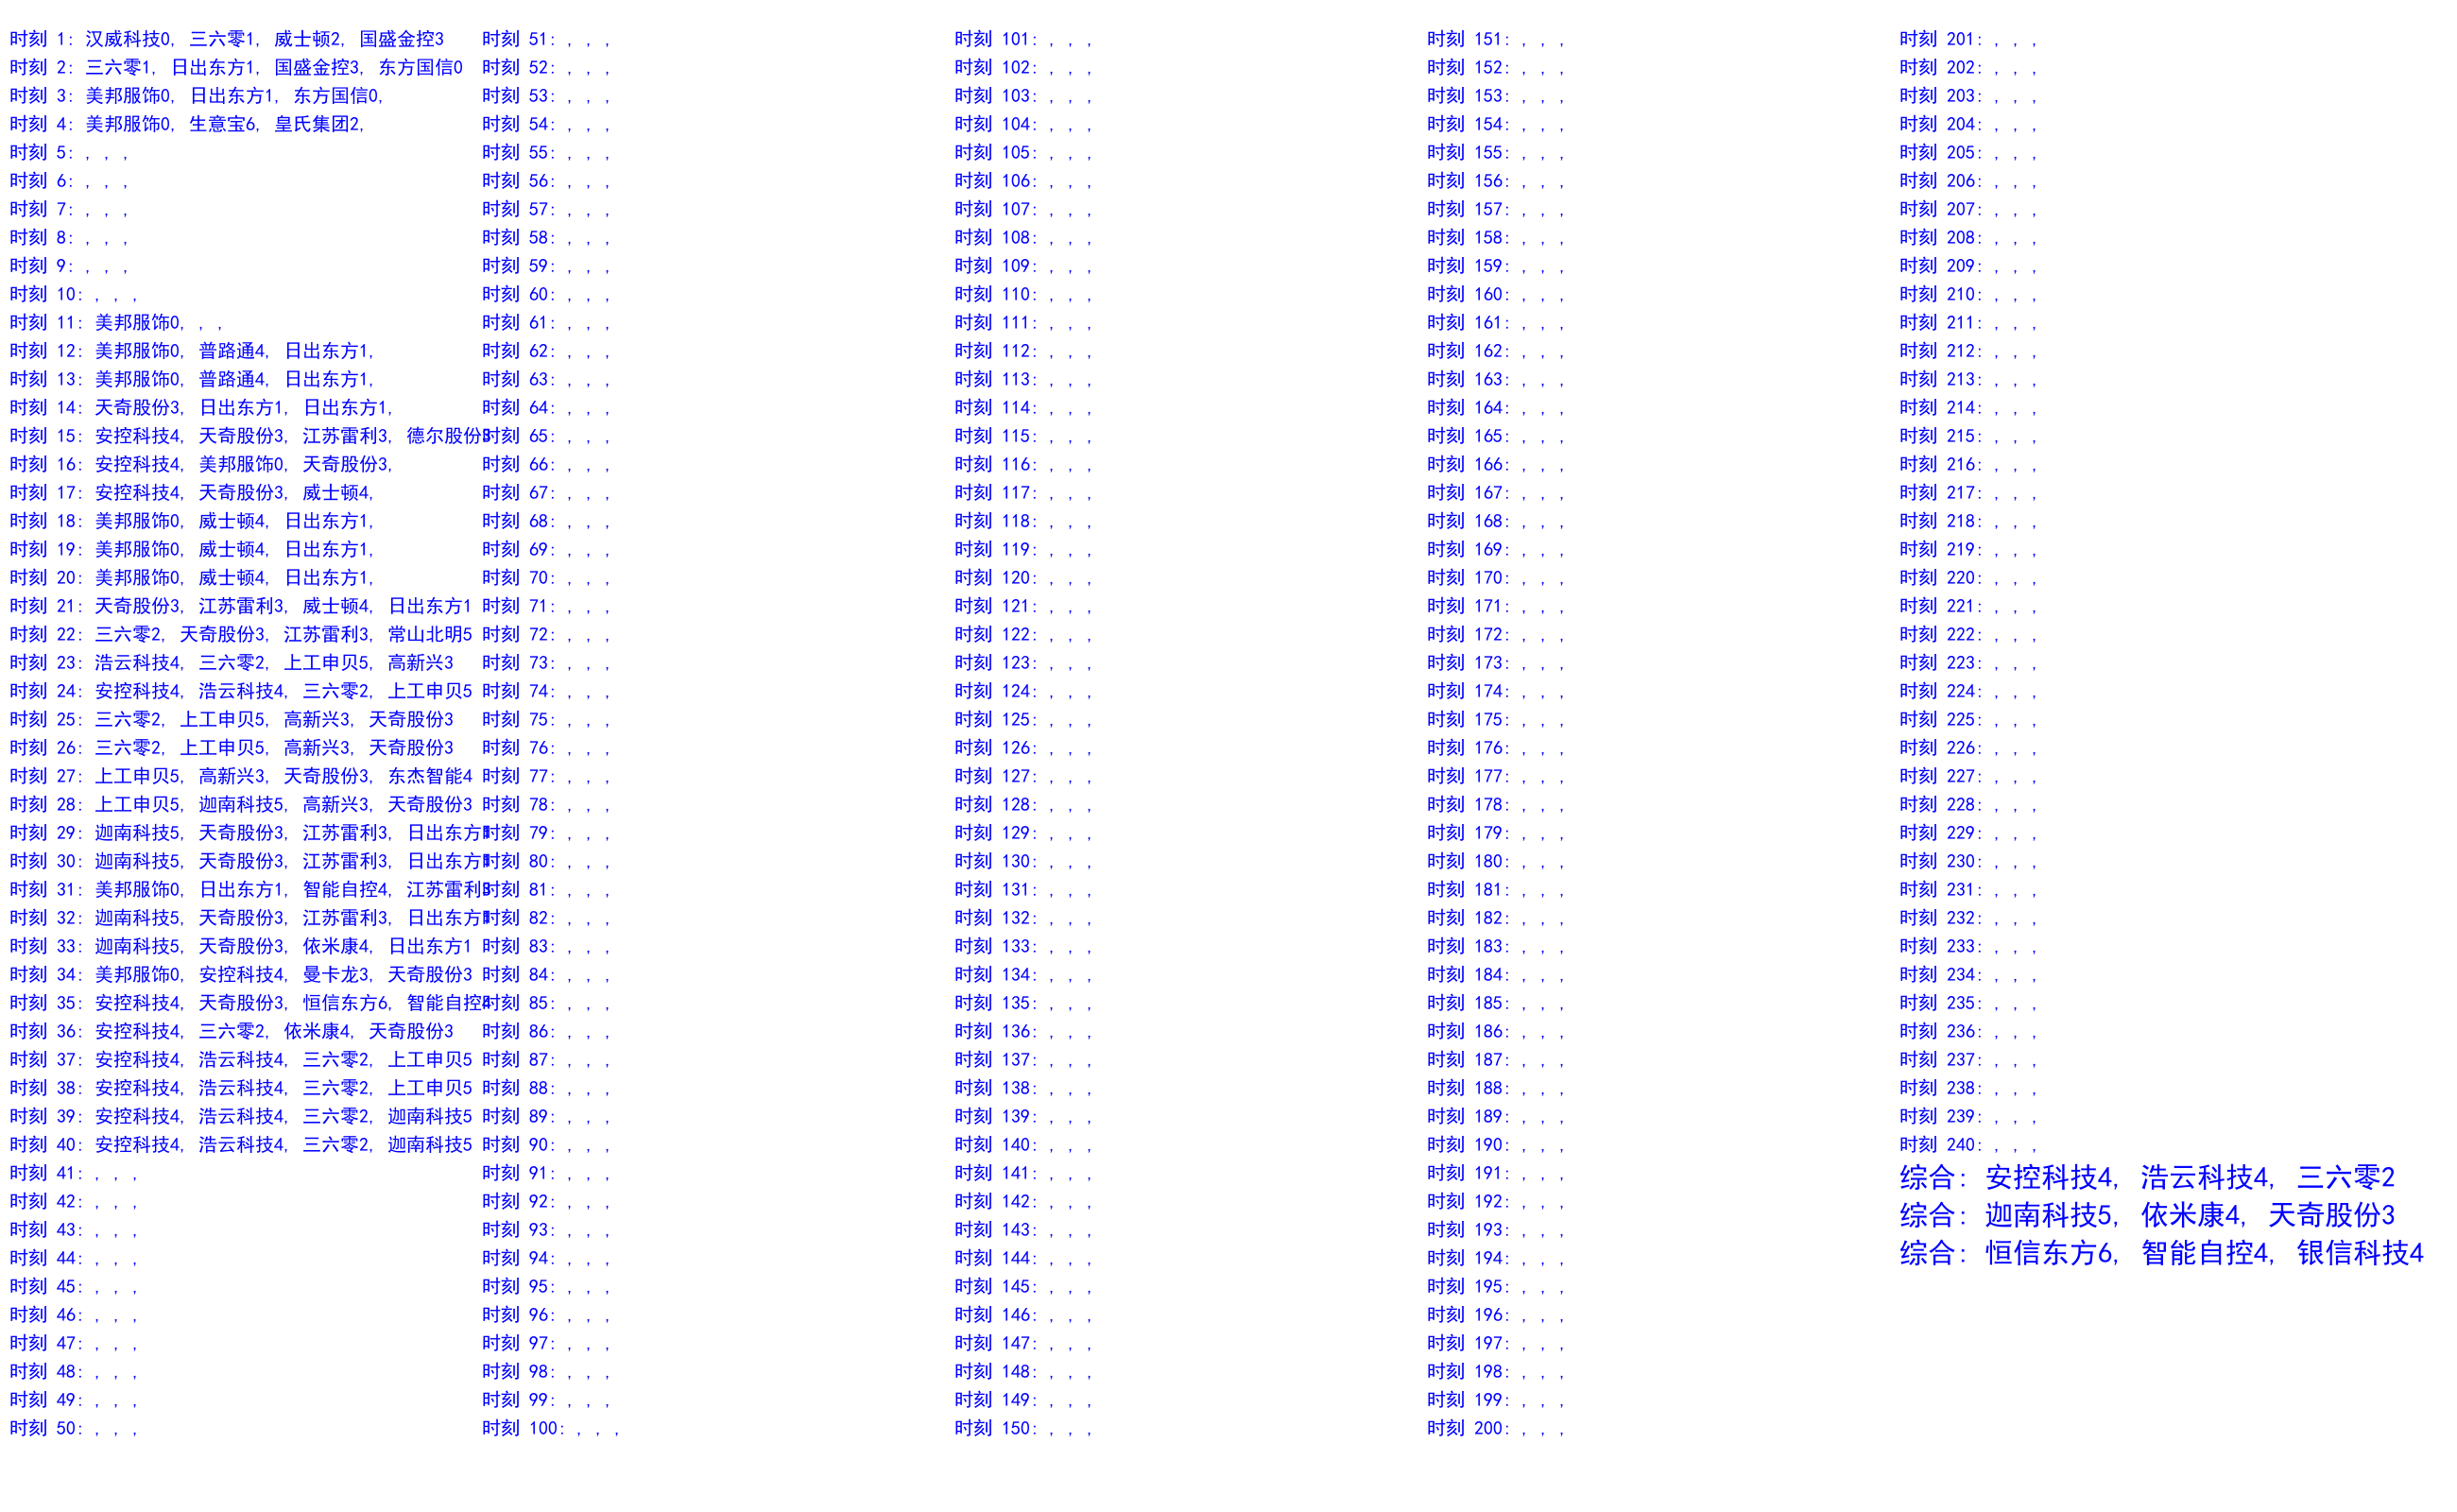 时刻 1: 汉威科技0, 三六零1, 威士顿2, 国盛金控3
时刻 2: 三六零1, 日出东方1, 国盛金控3, 东方国信0
时刻 3: 美邦服饰0, 日出东方1, 东方国信0,
时刻 4: 美邦服饰0, 生意宝6, 皇氏集团2,
时刻 5: , , ,
时刻 6: , , ,
时刻 7: , , ,
时刻 8: , , ,
时刻 9: , , ,
时刻 10: , , ,
时刻 11: 美邦服饰0, , ,
时刻 12: 美邦服饰0, 普路通4, 日出东方1,
时刻 13: 美邦服饰0, 普路通4, 日出东方1,
时刻 14: 天奇股份3, 日出东方1, 日出东方1,
时刻 15: 安控科技4, 天奇股份3, 江苏雷利3, 德尔股份3
时刻 16: 安控科技4, 美邦服饰0, 天奇股份3,
时刻 17: 安控科技4, 天奇股份3, 威士顿4,
时刻 18: 美邦服饰0, 威士顿4, 日出东方1,
时刻 19: 美邦服饰0, 威士顿4, 日出东方1,
时刻 20: 美邦服饰0, 威士顿4, 日出东方1,
时刻 21: 天奇股份3, 江苏雷利3, 威士顿4, 日出东方1
时刻 22: 三六零2, 天奇股份3, 江苏雷利3, 常山北明5
时刻 23: 浩云科技4, 三六零2, 上工申贝5, 高新兴3
时刻 24: 安控科技4, 浩云科技4, 三六零2, 上工申贝5
时刻 25: 三六零2, 上工申贝5, 高新兴3, 天奇股份3
时刻 26: 三六零2, 上工申贝5, 高新兴3, 天奇股份3
时刻 27: 上工申贝5, 高新兴3, 天奇股份3, 东杰智能4
时刻 28: 上工申贝5, 迦南科技5, 高新兴3, 天奇股份3
时刻 29: 迦南科技5, 天奇股份3, 江苏雷利3, 日出东方1
时刻 30: 迦南科技5, 天奇股份3, 江苏雷利3, 日出东方1
时刻 31: 美邦服饰0, 日出东方1, 智能自控4, 江苏雷利3
时刻 32: 迦南科技5, 天奇股份3, 江苏雷利3, 日出东方1
时刻 33: 迦南科技5, 天奇股份3, 依米康4, 日出东方1
时刻 34: 美邦服饰0, 安控科技4, 曼卡龙3, 天奇股份3
时刻 35: 安控科技4, 天奇股份3, 恒信东方6, 智能自控4
时刻 36: 安控科技4, 三六零2, 依米康4, 天奇股份3
时刻 37: 安控科技4, 浩云科技4, 三六零2, 上工申贝5
时刻 38: 安控科技4, 浩云科技4, 三六零2, 上工申贝5
时刻 39: 安控科技4, 浩云科技4, 三六零2, 迦南科技5
时刻 40: 安控科技4, 浩云科技4, 三六零2, 迦南科技5
时刻 41: , , ,
时刻 42: , , ,
时刻 43: , , ,
时刻 44: , , ,
时刻 45: , , ,
时刻 46: , , ,
时刻 47: , , ,
时刻 48: , , ,
时刻 49: , , ,
时刻 50: , , ,
时刻 51: , , ,
时刻 52: , , ,
时刻 53: , , ,
时刻 54: , , ,
时刻 55: , , ,
时刻 56: , , ,
时刻 57: , , ,
时刻 58: , , ,
时刻 59: , , ,
时刻 60: , , ,
时刻 61: , , ,
时刻 62: , , ,
时刻 63: , , ,
时刻 64: , , ,
时刻 65: , , ,
时刻 66: , , ,
时刻 67: , , ,
时刻 68: , , ,
时刻 69: , , ,
时刻 70: , , ,
时刻 71: , , ,
时刻 72: , , ,
时刻 73: , , ,
时刻 74: , , ,
时刻 75: , , ,
时刻 76: , , ,
时刻 77: , , ,
时刻 78: , , ,
时刻 79: , , ,
时刻 80: , , ,
时刻 81: , , ,
时刻 82: , , ,
时刻 83: , , ,
时刻 84: , , ,
时刻 85: , , ,
时刻 86: , , ,
时刻 87: , , ,
时刻 88: , , ,
时刻 89: , , ,
时刻 90: , , ,
时刻 91: , , ,
时刻 92: , , ,
时刻 93: , , ,
时刻 94: , , ,
时刻 95: , , ,
时刻 96: , , ,
时刻 97: , , ,
时刻 98: , , ,
时刻 99: , , ,
时刻 100: , , ,
时刻 101: , , ,
时刻 102: , , ,
时刻 103: , , ,
时刻 104: , , ,
时刻 105: , , ,
时刻 106: , , ,
时刻 107: , , ,
时刻 108: , , ,
时刻 109: , , ,
时刻 110: , , ,
时刻 111: , , ,
时刻 112: , , ,
时刻 113: , , ,
时刻 114: , , ,
时刻 115: , , ,
时刻 116: , , ,
时刻 117: , , ,
时刻 118: , , ,
时刻 119: , , ,
时刻 120: , , ,
时刻 121: , , ,
时刻 122: , , ,
时刻 123: , , ,
时刻 124: , , ,
时刻 125: , , ,
时刻 126: , , ,
时刻 127: , , ,
时刻 128: , , ,
时刻 129: , , ,
时刻 130: , , ,
时刻 131: , , ,
时刻 132: , , ,
时刻 133: , , ,
时刻 134: , , ,
时刻 135: , , ,
时刻 136: , , ,
时刻 137: , , ,
时刻 138: , , ,
时刻 139: , , ,
时刻 140: , , ,
时刻 141: , , ,
时刻 142: , , ,
时刻 143: , , ,
时刻 144: , , ,
时刻 145: , , ,
时刻 146: , , ,
时刻 147: , , ,
时刻 148: , , ,
时刻 149: , , ,
时刻 150: , , ,
时刻 151: , , ,
时刻 152: , , ,
时刻 153: , , ,
时刻 154: , , ,
时刻 155: , , ,
时刻 156: , , ,
时刻 157: , , ,
时刻 158: , , ,
时刻 159: , , ,
时刻 160: , , ,
时刻 161: , , ,
时刻 162: , , ,
时刻 163: , , ,
时刻 164: , , ,
时刻 165: , , ,
时刻 166: , , ,
时刻 167: , , ,
时刻 168: , , ,
时刻 169: , , ,
时刻 170: , , ,
时刻 171: , , ,
时刻 172: , , ,
时刻 173: , , ,
时刻 174: , , ,
时刻 175: , , ,
时刻 176: , , ,
时刻 177: , , ,
时刻 178: , , ,
时刻 179: , , ,
时刻 180: , , ,
时刻 181: , , ,
时刻 182: , , ,
时刻 183: , , ,
时刻 184: , , ,
时刻 185: , , ,
时刻 186: , , ,
时刻 187: , , ,
时刻 188: , , ,
时刻 189: , , ,
时刻 190: , , ,
时刻 191: , , ,
时刻 192: , , ,
时刻 193: , , ,
时刻 194: , , ,
时刻 195: , , ,
时刻 196: , , ,
时刻 197: , , ,
时刻 198: , , ,
时刻 199: , , ,
时刻 200: , , ,
时刻 201: , , ,
时刻 202: , , ,
时刻 203: , , ,
时刻 204: , , ,
时刻 205: , , ,
时刻 206: , , ,
时刻 207: , , ,
时刻 208: , , ,
时刻 209: , , ,
时刻 210: , , ,
时刻 211: , , ,
时刻 212: , , ,
时刻 213: , , ,
时刻 214: , , ,
时刻 215: , , ,
时刻 216: , , ,
时刻 217: , , ,
时刻 218: , , ,
时刻 219: , , ,
时刻 220: , , ,
时刻 221: , , ,
时刻 222: , , ,
时刻 223: , , ,
时刻 224: , , ,
时刻 225: , , ,
时刻 226: , , ,
时刻 227: , , ,
时刻 228: , , ,
时刻 229: , , ,
时刻 230: , , ,
时刻 231: , , ,
时刻 232: , , ,
时刻 233: , , ,
时刻 234: , , ,
时刻 235: , , ,
时刻 236: , , ,
时刻 237: , , ,
时刻 238: , , ,
时刻 239: , , ,
时刻 240: , , ,
综合: 安控科技4, 浩云科技4, 三六零2
综合: 迦南科技5, 依米康4, 天奇股份3
综合: 恒信东方6, 智能自控4, 银信科技4